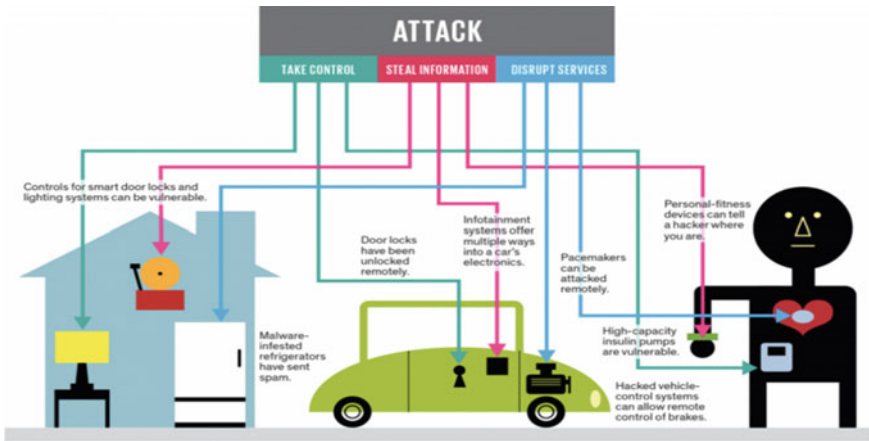 ATTACK
TAKE CONTROL
STEAL INFORMATION
DISRUPT SERVICES
Controls for smart door locks and
lighting systems can be vulnerable.
Door locks
have been
unlocked
remotely.
Infotainment
systems offer
multiple ways
into a car's
electronics.
Pacemakers
can be
attacked
remotely.
Personal-fitness
devices can tell
a hacker where
you are.
Malware-
infested
refrigerators
have sent
spam.
High-capacity
insulin pumps
are vulnerable.
Hacked vehicle-
control systems
can allow remote
control of brakes.